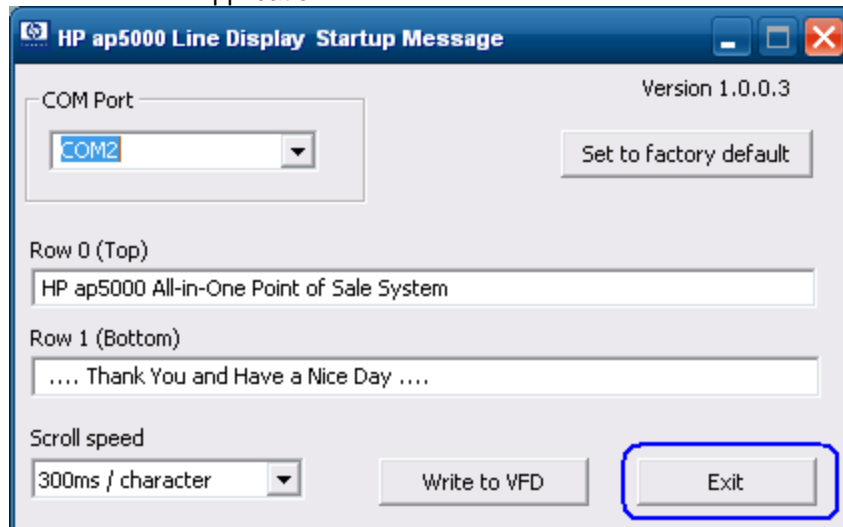 HP ap5000 Line Display Startup Message
Version 1.0.0.3
COM Port
COM2
Set to factory default
Row 0 (Top)
HP ap5000 All-in-One Point of Sale System
Row 1 (Bottom)
.... Thank You and Have a Nice Day ....
Scroll speed
300ms / character
Write to VFD
Exit